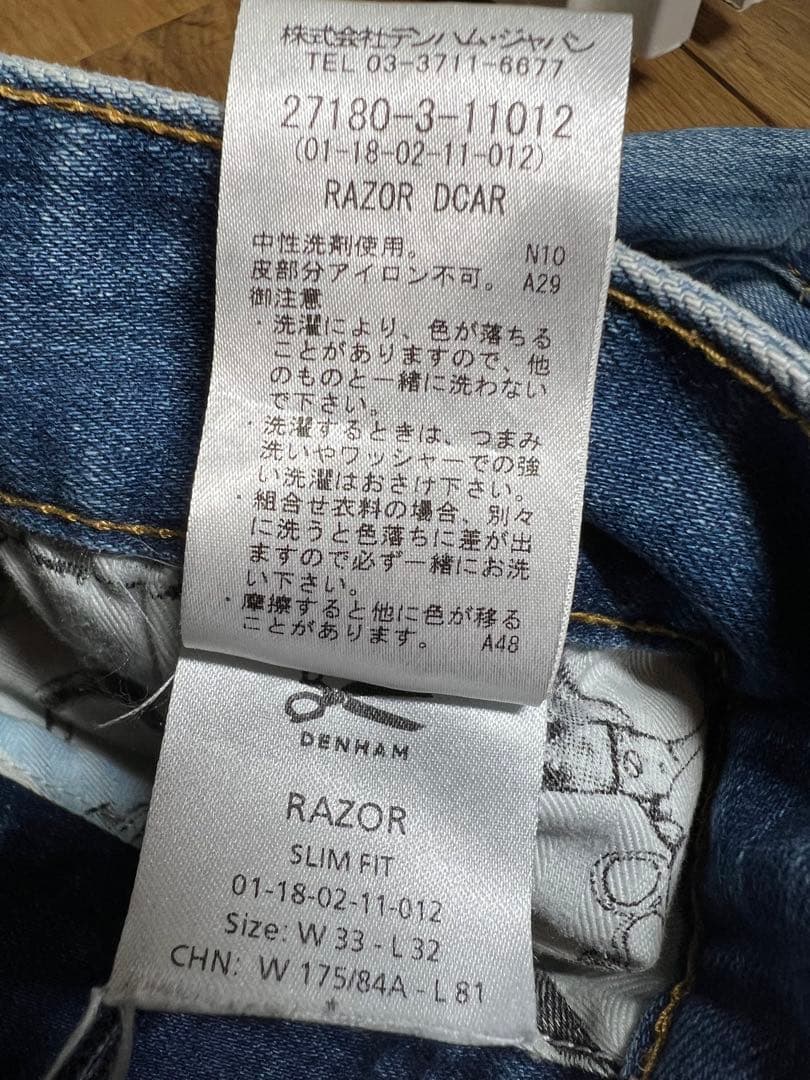 株式会社デンハム・ジャパン
TEL 03-3711-6677
27180-3-11012
(01-18-02-11-012)
RAZOR DCAR
中性洗剤使用。 N10
皮部分アイロン不可。 A29
御注意
・洗濯により、色が落ちる
ことがありますので、他
のものと一緒に洗わない
で下さい。
・洗濯するときは、つまみ
洗いやワッシャーでの強
い洗濯はおさけ下さい。
・組合せ衣料の場合、別々
に洗うと色落ちに差が出
ますので必ず一緒にお洗
い下さい。
・摩擦すると他に色が移る
ことがあります。 A48
DENHAM
RAZOR
SLIM FIT
01-18-02-11-012
Size: W 33 - L 32
CHN: W 175/84A - L 81